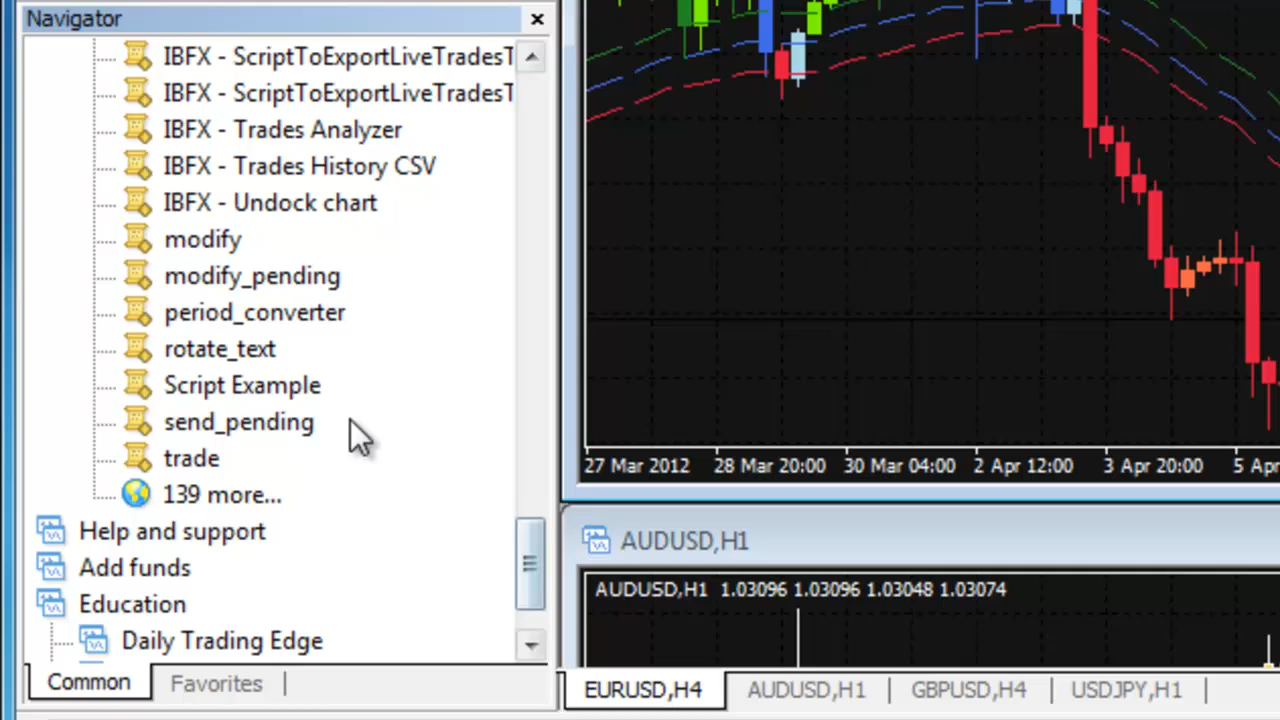 Navigator
IBFX - ScriptToExportLiveTradesT
IBFX - ScriptToExportLiveTradesT
IBFX - Trades Analyzer
IBFX - Trades History CSV
IBFX - Undock chart
modify
modify_pending
period_converter
rotate_text
Script Example
send_pending
trade
139 more...
Help and support
Add funds
Education
Daily Trading Edge
Common
Favorites
27 Mar 2012
28 Mar 20:00
30 Mar 04:00
2 Apr 12:00
3 Apr 20:00
5 Apr
AUDUSD,H1
AUDUSD,H1 1.03096 1.03096 1.03048 1.03074
EURUSD,H4
AUDUSD,H1
GBPUSD,H4
USDJPY,H1